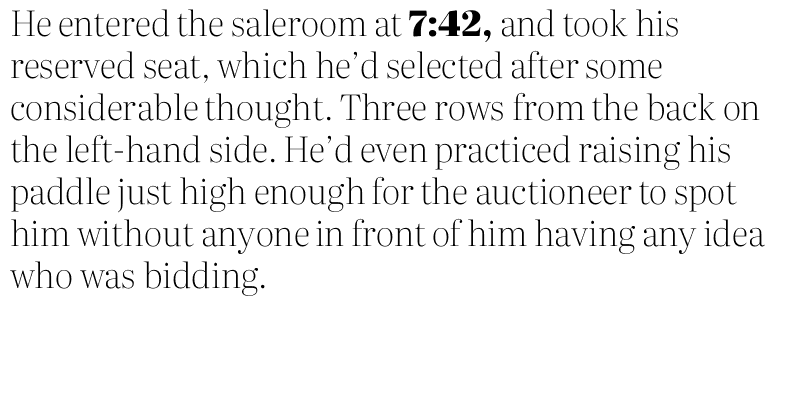 He entered the saleroom at 7:42, and took his
reserved seat, which he’d selected after some
considerable thought. Three rows from the back on
the left-hand side. He’d even practiced raising his
paddle just high enough for the auctioneer to spot
him without anyone in front of him having any idea
who was bidding.